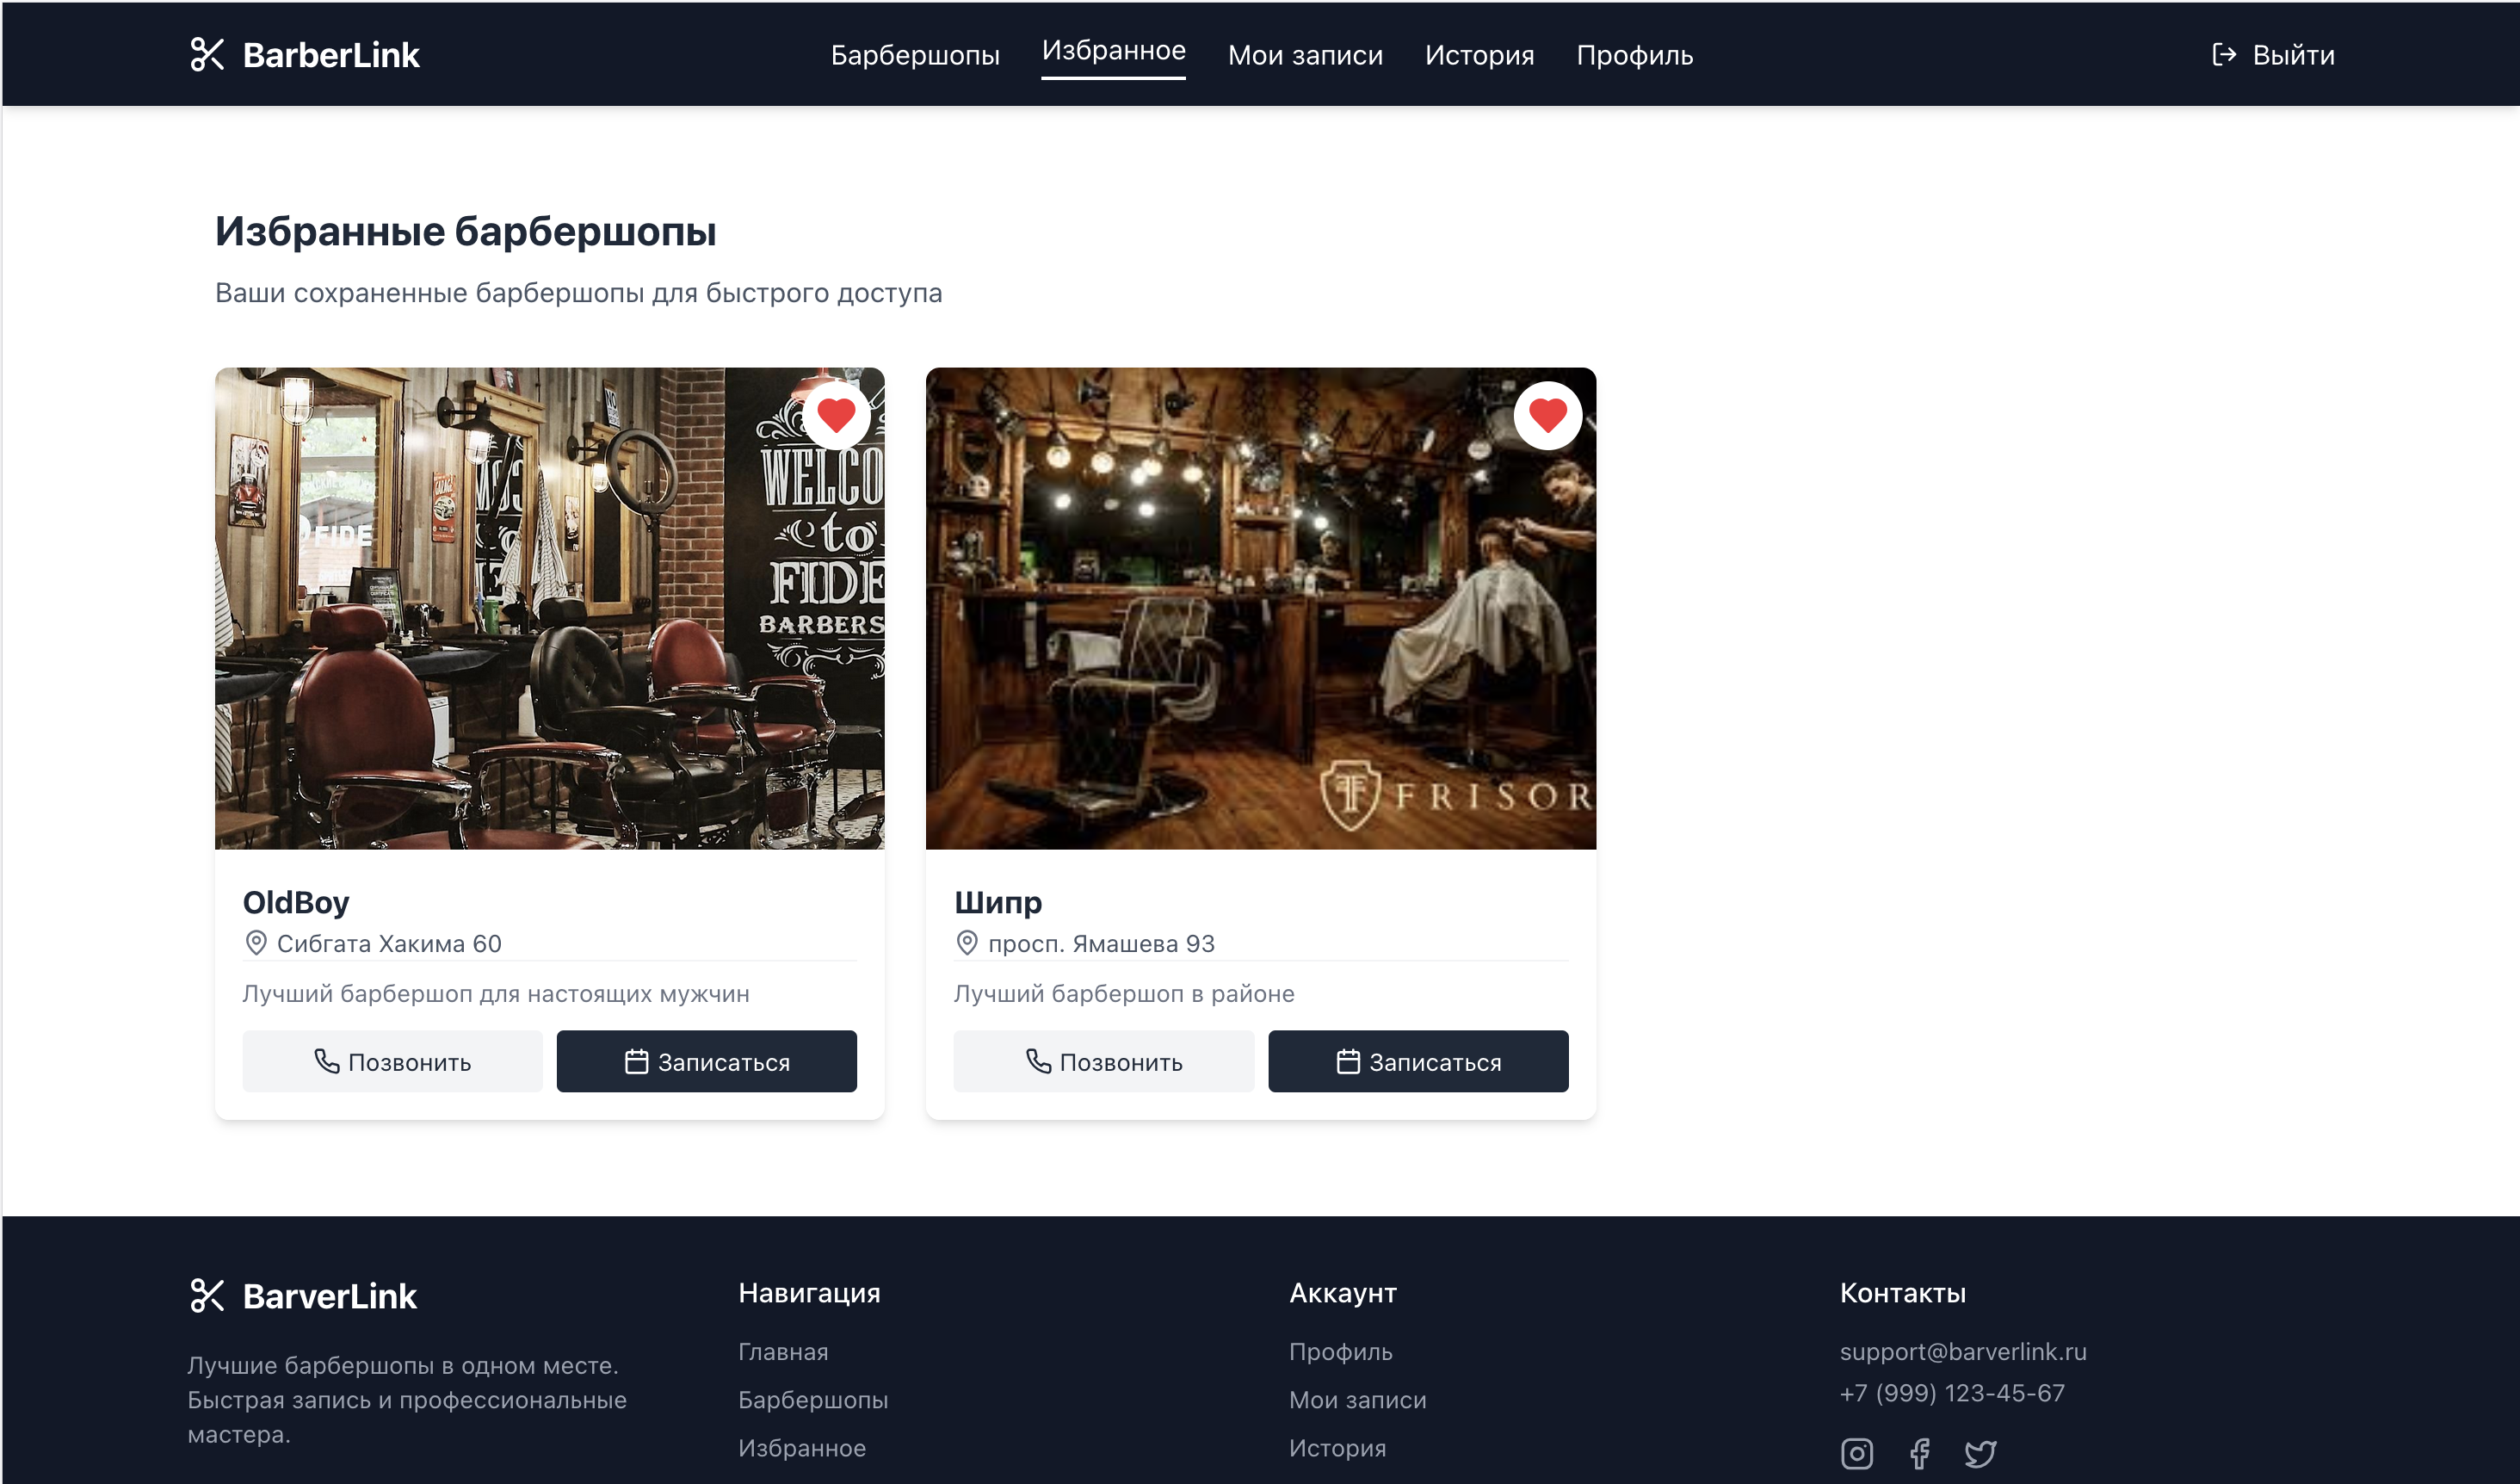 BarberLink
Барбершопы Избранное Мои записи История Профиль
Выйти
Избранные барбершопы
Ваши сохраненные барбершопы для быстрого доступа
FIDE
WELCO
to
FIDE
BARBERS
FRISOR
OldBoy
Сибгата Хакима 60
Лучший барбершоп для настоящих мужчин
Позвонить
Записаться
Шипр
просп. Ямашева 93
Лучший барбершоп в районе
Позвонить
Записаться
BarverLink
Лучшие барбершопы в одном месте.
Быстрая запись и профессиональные
мастера.
Навигация
Главная
Барбершопы
Избранное
Аккаунт
Профиль
Мои записи
История
Контакты
support@barverlink.ru
+7 (999) 123-45-67